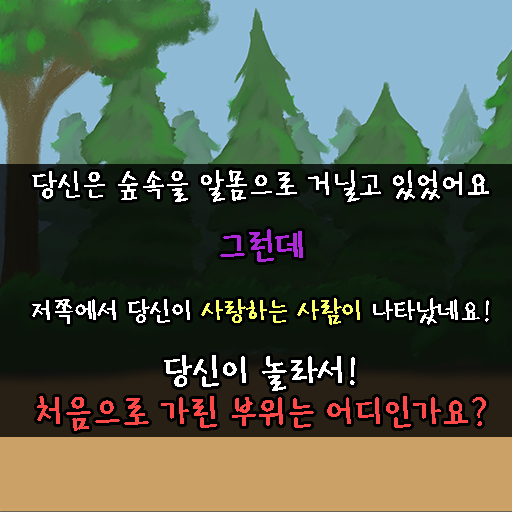 당신은 숲속을 알몸으로 거닐고 있었어요
그런데
저쪽에서 당신이 사랑하는 사람이 나타났네요!
당신이 놀라서!
처음으로 가린 부위는 어디인가요?